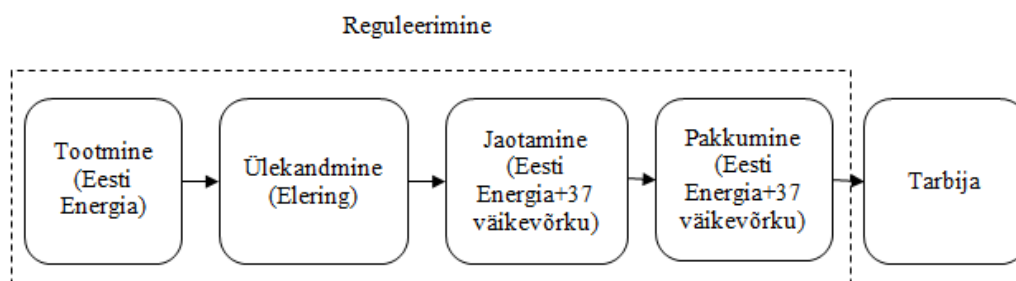 Reguleerimine
Tootmine
(Eesti
Energia)
Ülekandmine
(Elering)
Jaotamine
(Eesti
Energia+37
väikevõrku)
Pakkumine
(Eesti
Energia+37
väikevõrku)
Tarbija